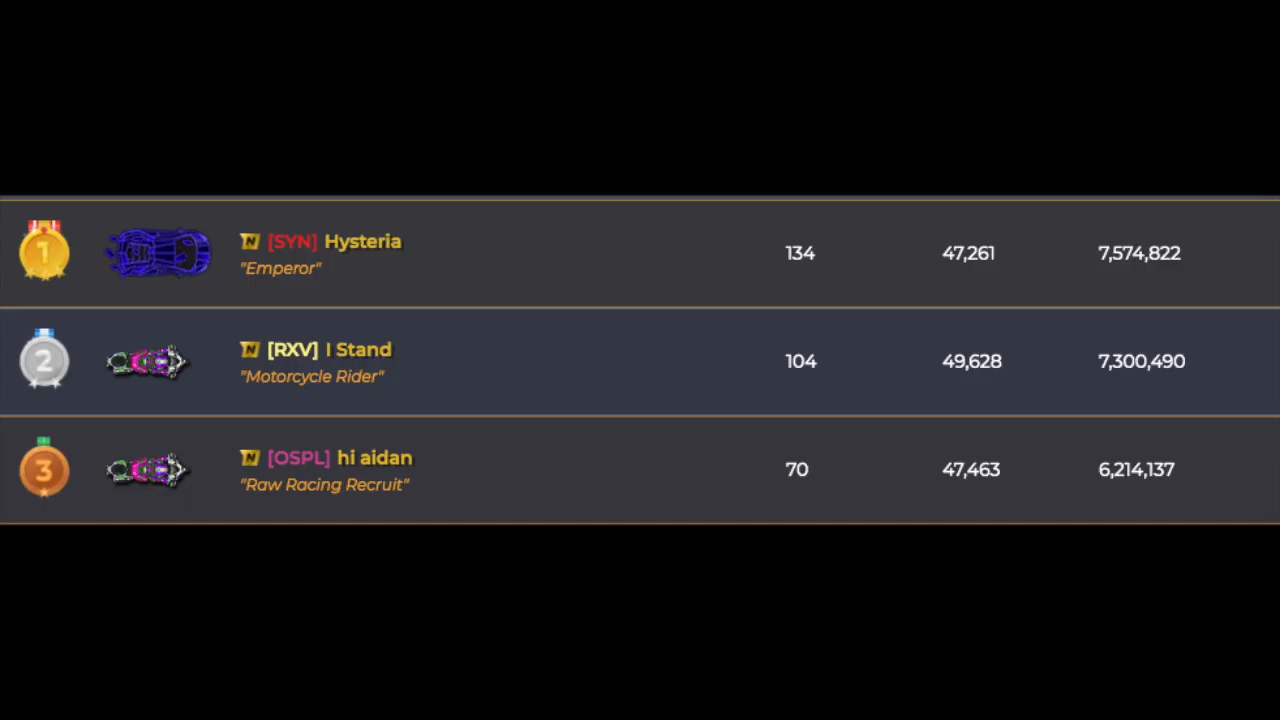 1 N [SYN] Hysteria 134 47,261 7,574,822
"Emperor"
2 N [RXV] I Stand 104 49,628 7,300,490
"Motorcycle Rider"
3 N [OSPL] hi aidan 70 47,463 6,214,137
"Raw Racing Recruit"